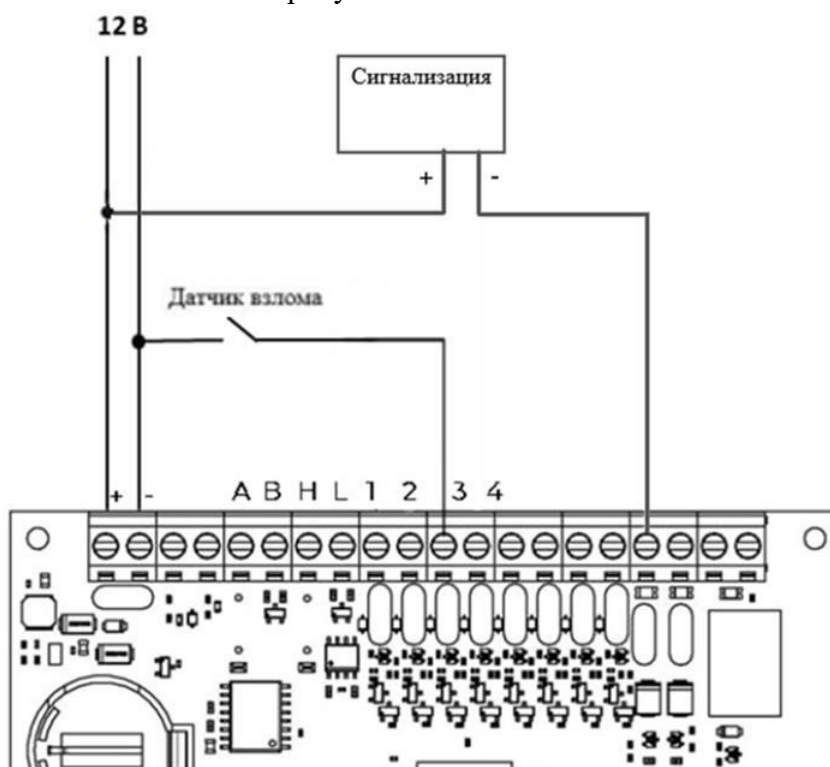 12 В
Сигнализация
+ -
Датчик взлома
+ - A B H L 1 2 3 4